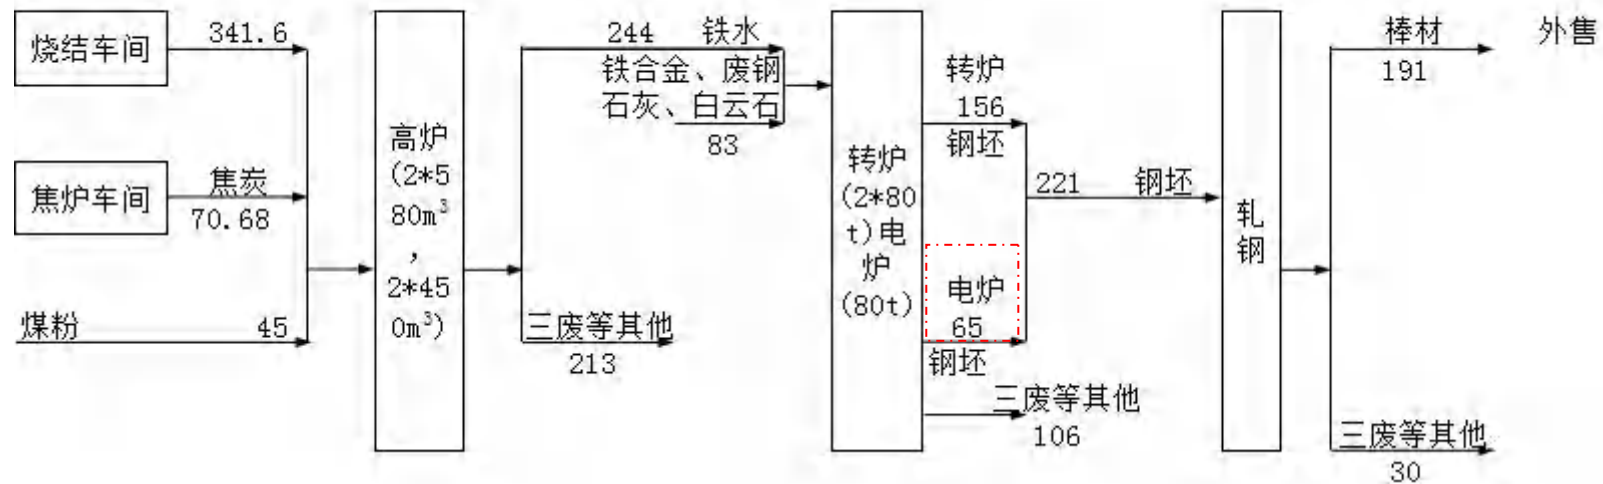 烧结车间
341.6
焦炉车间
焦炭
70.68
煤粉
45
高炉
(2*5
80m³
,
2*45
0m³)
244 铁水
铁合金、废钢
石灰、白云石
83
三废等其他
213
转炉
(2*80
t)电
炉
(80t)
转炉
156
钢坯
电炉
65
钢坯
三废等其他
106
221 钢坯
轧
钢
棒材
191
外售
三废等其他
30